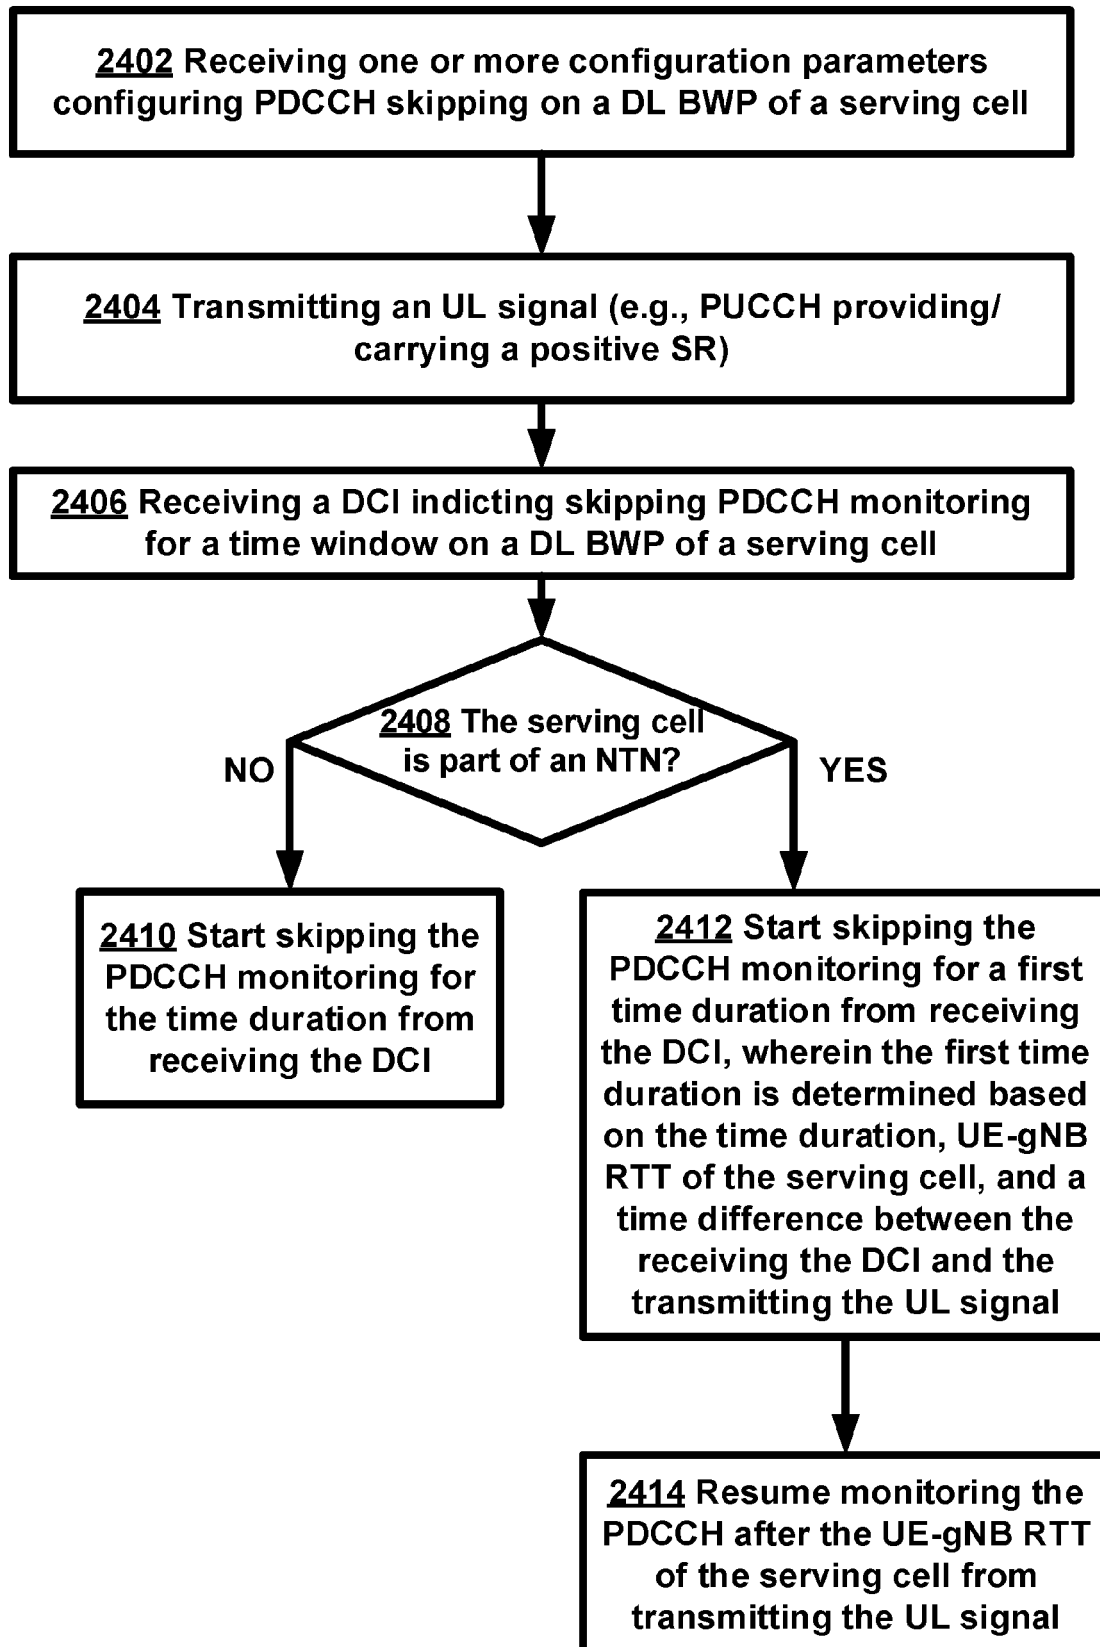 2402 Receiving one or more configuration parameters
configuring PDCCH skipping on a DL BWP of a serving cell
2404 Transmitting an UL signal (e.g., PUCCH providing/
carrying a positive SR)
2406 Receiving a DCI indicting skipping PDCCH monitoring
for a time window on a DL BWP of a serving cell
2408 The serving cell
is part of an NTN?
NO
YES
2410 Start skipping the
PDCCH monitoring for
the time duration from
receiving the DCI
2412 Start skipping the
PDCCH monitoring for a first
time duration from receiving
the DCI, wherein the first time
duration is determined based
on the time duration, UE-gNB
RTT of the serving cell, and a
time difference between the
receiving the DCI and the
transmitting the UL signal
2414 Resume monitoring the
PDCCH after the UE-gNB RTT
of the serving cell from
transmitting the UL signal